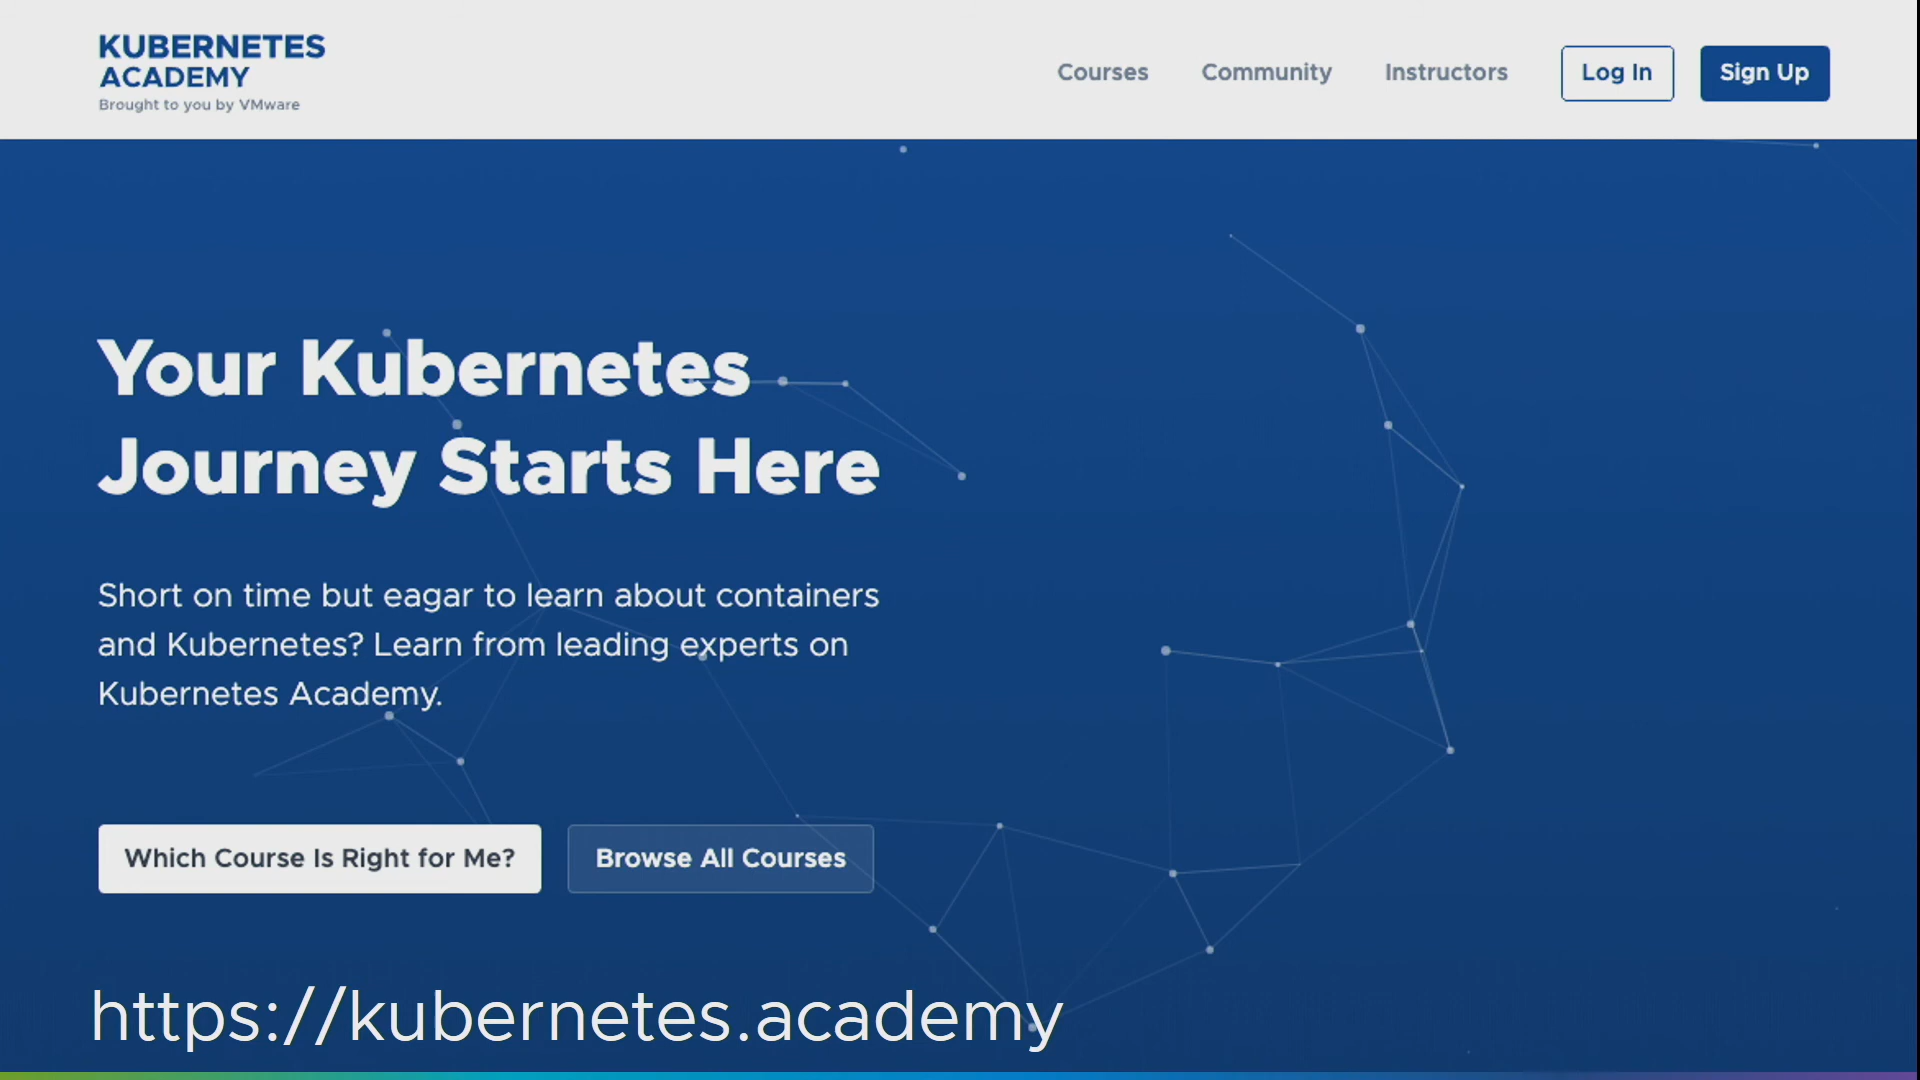 KUBERNETES
ACADEMY
Brought to you by VMware
Courses
Community
Instructors
Log In
Sign Up
Your Kubernetes
Journey Starts Here
Short on time but eagar to learn about containers
and Kubernetes? Learn from leading experts on
Kubernetes Academy.
Which Course Is Right for Me?
Browse All Courses
https://kubernetes.academy